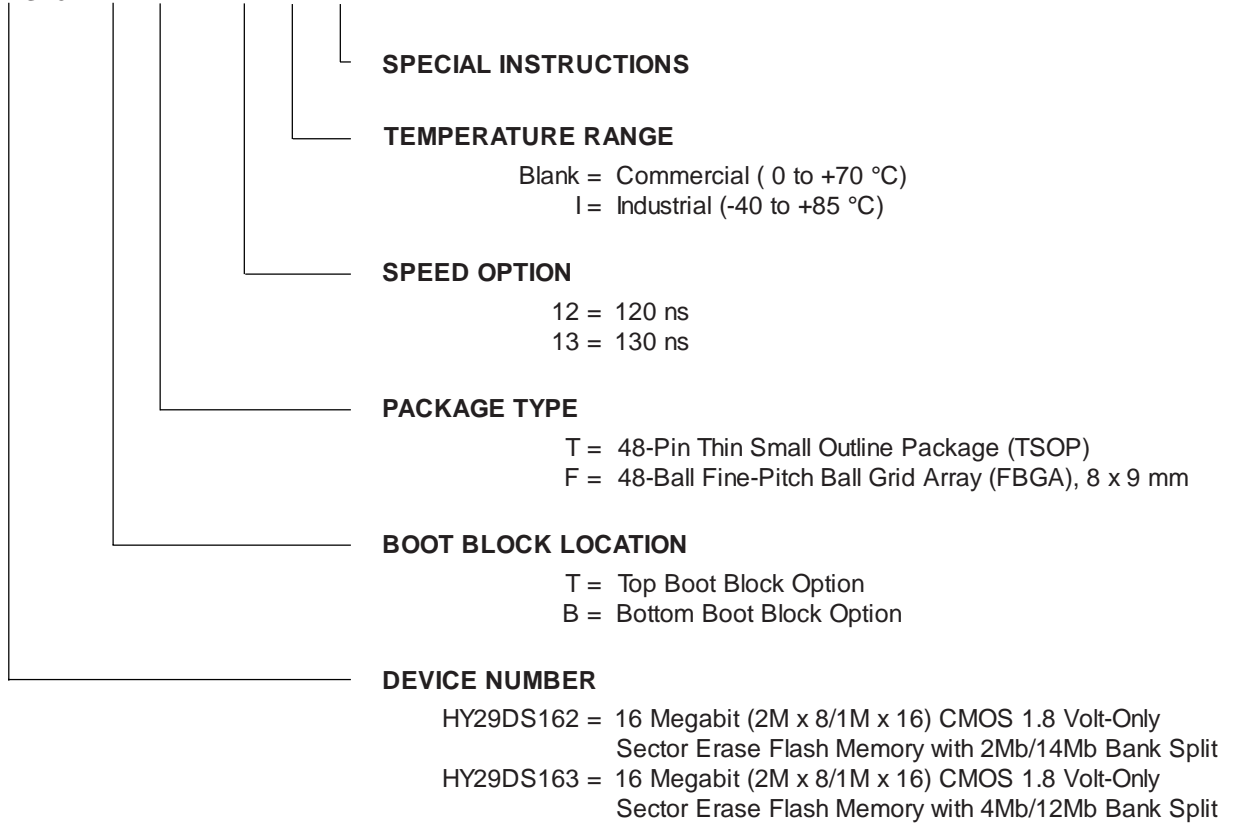 SPECIAL INSTRUCTIONS
TEMPERATURE RANGE
Blank = Commercial ( 0 to +70 °C)
I = Industrial (-40 to +85 °C)
SPEED OPTION
12 = 120 ns
13 = 130 ns
PACKAGE TYPE
T = 48-Pin Thin Small Outline Package (TSOP)
F = 48-Ball Fine-Pitch Ball Grid Array (FBGA), 8 x 9 mm
BOOT BLOCK LOCATION
T = Top Boot Block Option
B = Bottom Boot Block Option
DEVICE NUMBER
HY29DS162 = 16 Megabit (2M x 8/1M x 16) CMOS 1.8 Volt-Only
Sector Erase Flash Memory with 2Mb/14Mb Bank Split
HY29DS163 = 16 Megabit (2M x 8/1M x 16) CMOS 1.8 Volt-Only
Sector Erase Flash Memory with 4Mb/12Mb Bank Split